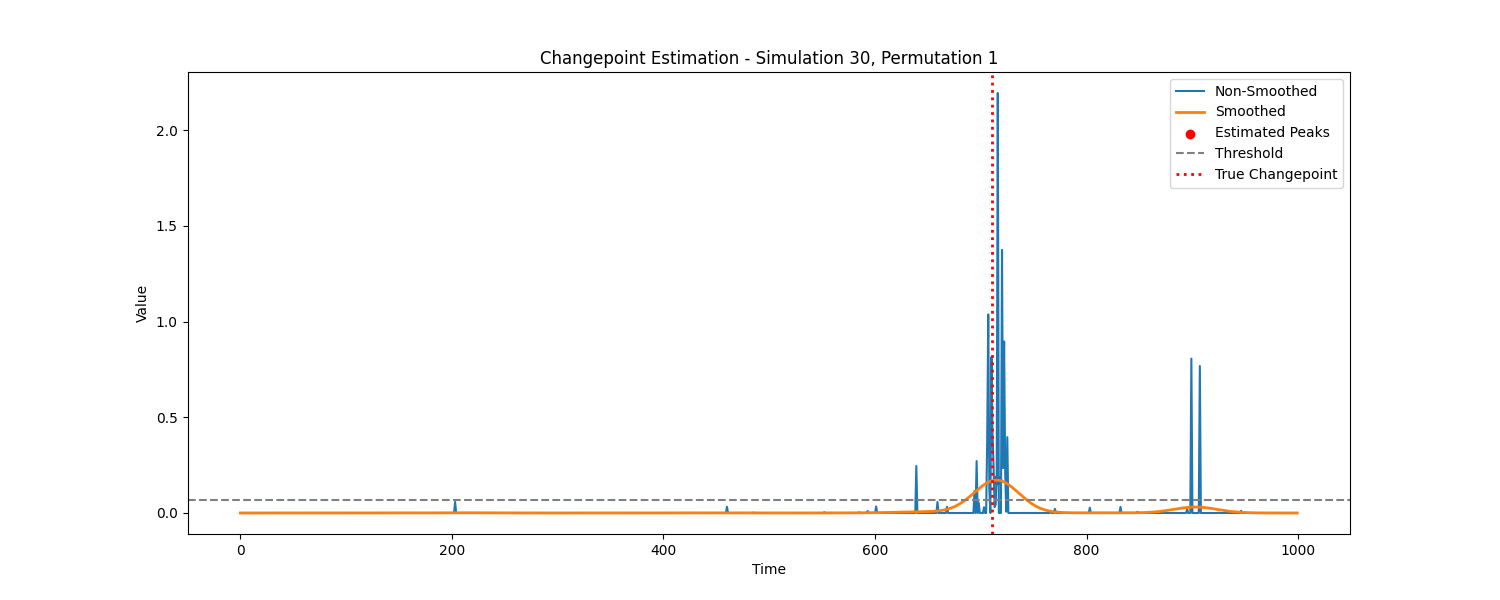 Changepoint Estimation - Simulation 30, Permutation 1
Non-Smoothed
Smoothed
Estimated Peaks
Threshold
True Changepoint
Value
2.0
1.5
1.0
0.5
0.0
0
200
400
600
800
1000
Time